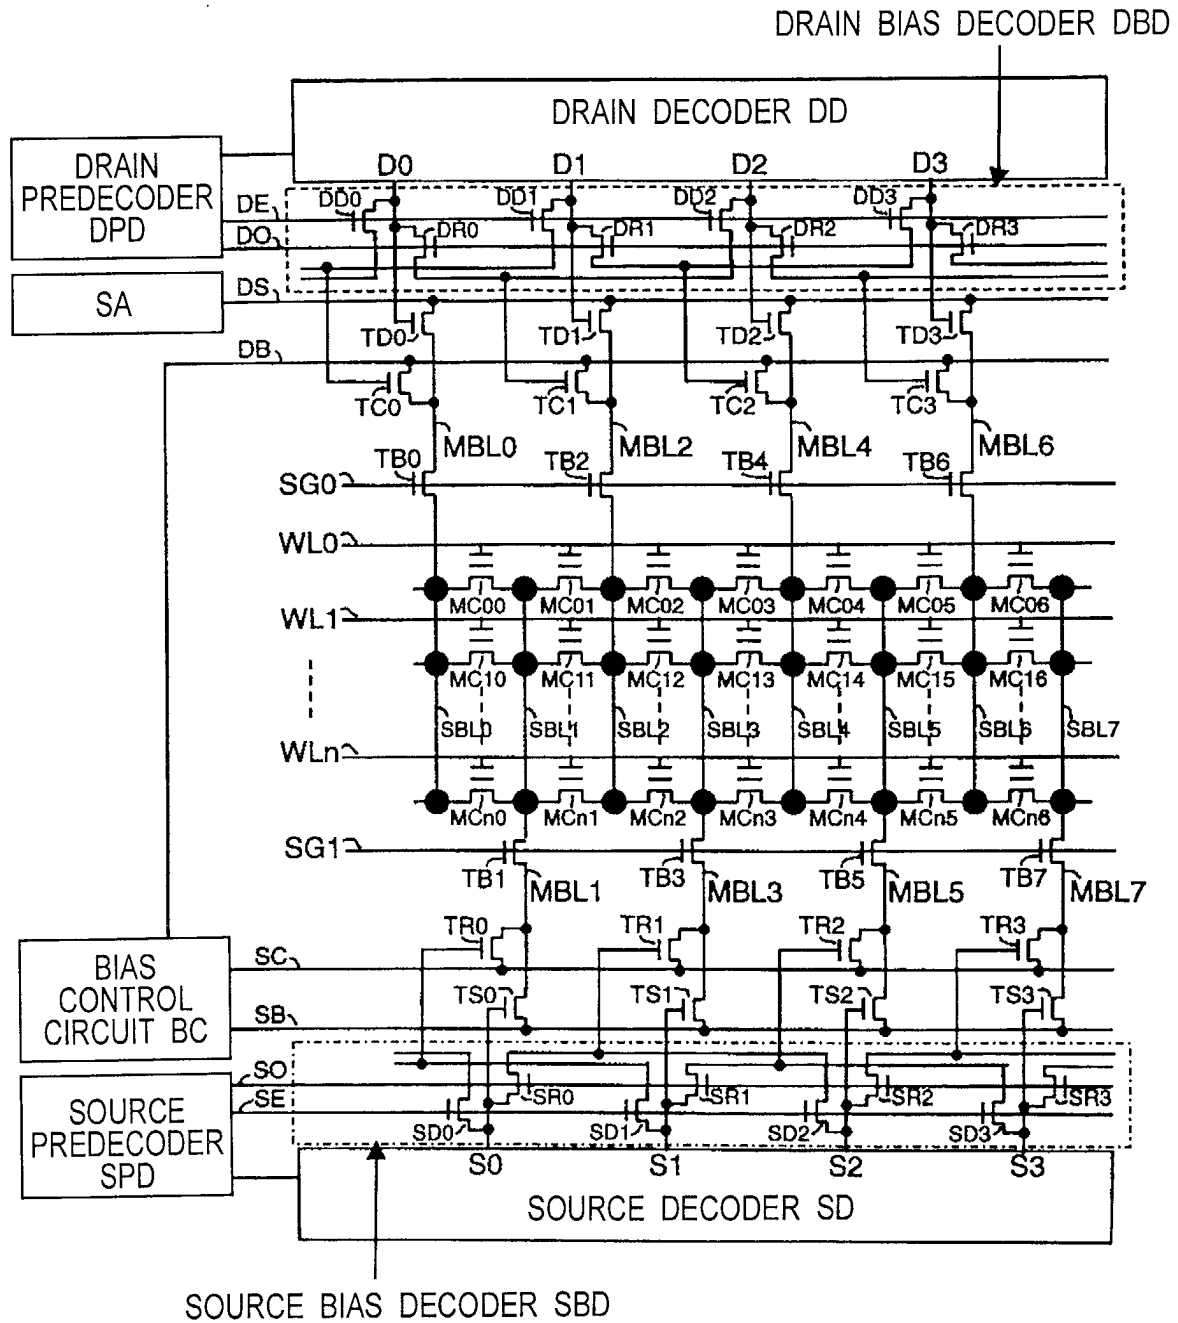 DRAIN BIAS DECODER DBD
DRAIN DECODER DD
DRAIN
PREDECODER
DPD
D0 D1 D2 D3
DD0 DD1 DD2 DD3
DE
DR0 DR1 DR2 DR3
DO
SA
DS
TD0 TD1 TD2 TD3
DB
TC0 TC1 TC2 TC3
MBL0 MBL2 MBL4 MBL6
TB0 TB2 TB4 TB6
SG0
WL0
MC00 MC01 MC02 MC03 MC04 MC05 MC06
WL1
MC10 MC11 MC12 MC13 MC14 MC15 MC16
SBL0 SBL1 SBL2 SBL3 SBL4 SBL5 SBL6 SBL7
WLn
MCn0 MCn1 MCn2 MCn3 MCn4 MCn5 MCn6
SG1
TB1 TB3 TB5 TB7
MBL1 MBL3 MBL5 MBL7
TR0 TR1 TR2 TR3
BIAS
CONTROL
CIRCUIT BC
SC
TS0 TS1 TS2 TS3
SB
SO
SR0 SR1 SR2 SR3
SE
SOURCE
PREDECODER
SPD
SD0 SD1 SD2 SD3
S0 S1 S2 S3
SOURCE DECODER SD
SOURCE BIAS DECODER SBD